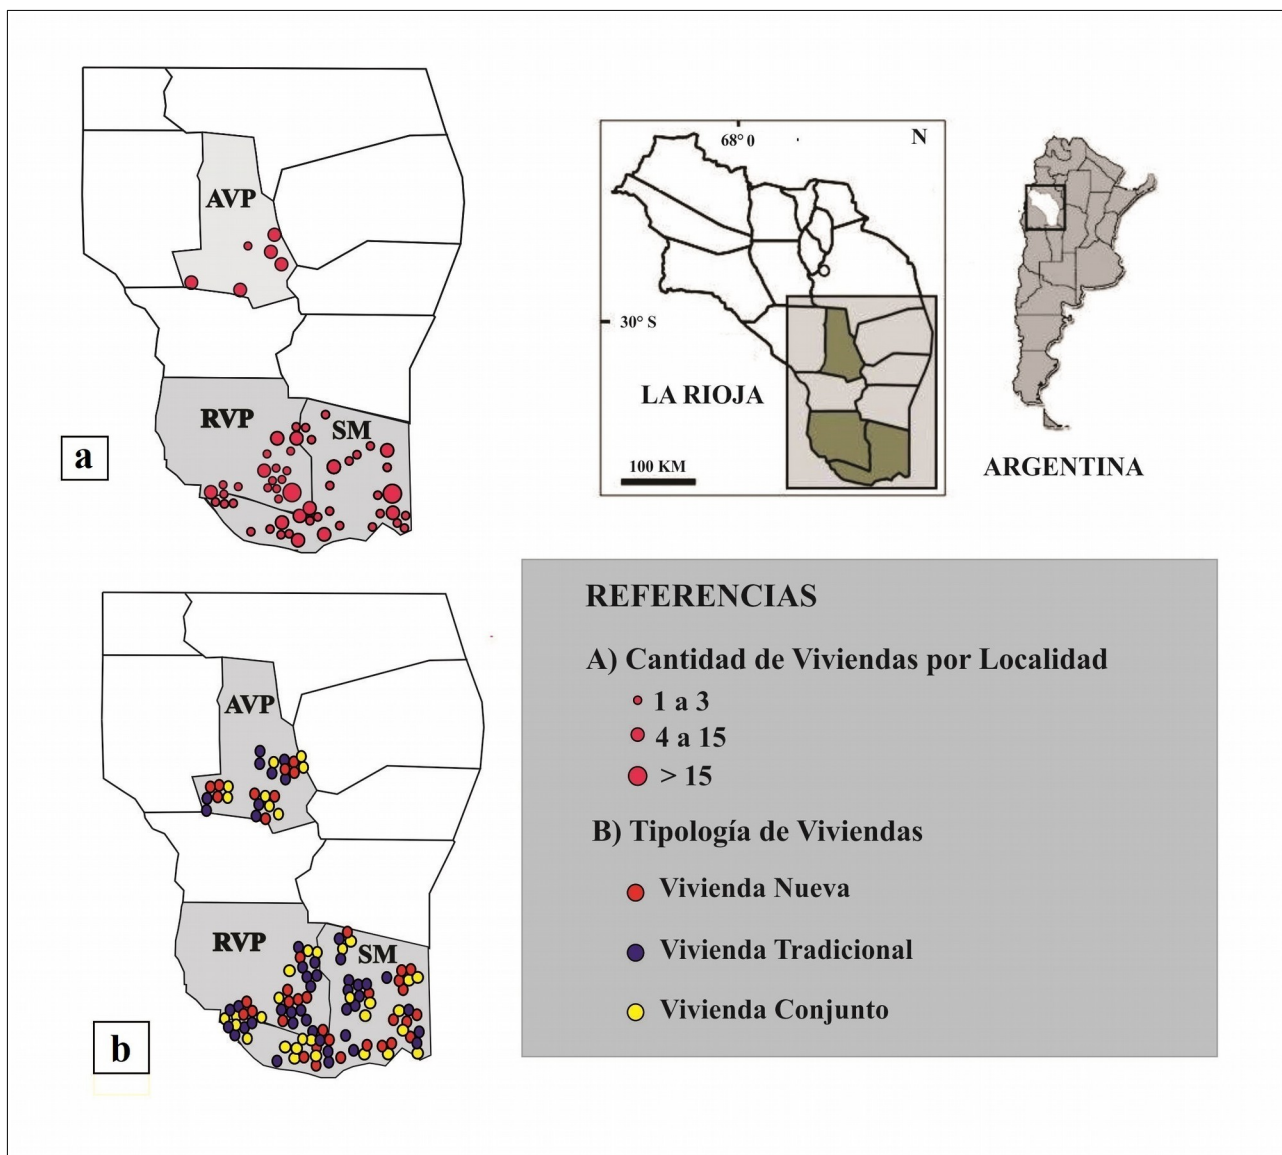 AVP
RVP
SM
a
68° 0
N
30° S
LA RIOJA
100 KM
ARGENTINA
AVP
RVP
SM
b
REFERENCIAS
A) Cantidad de Viviendas por Localidad
1 a 3
4 a 15
> 15
B) Tipología de Viviendas
Vivienda Nueva
Vivienda Tradicional
Vivienda Conjunto